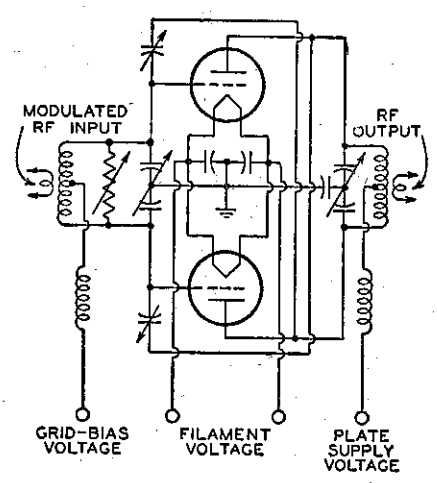 MODULATED
RF INPUT
RF
OUTPUT
GRID-BIAS
VOLTAGE
FILAMENT
VOLTAGE
PLATE
SUPPLY
VOLTAGE